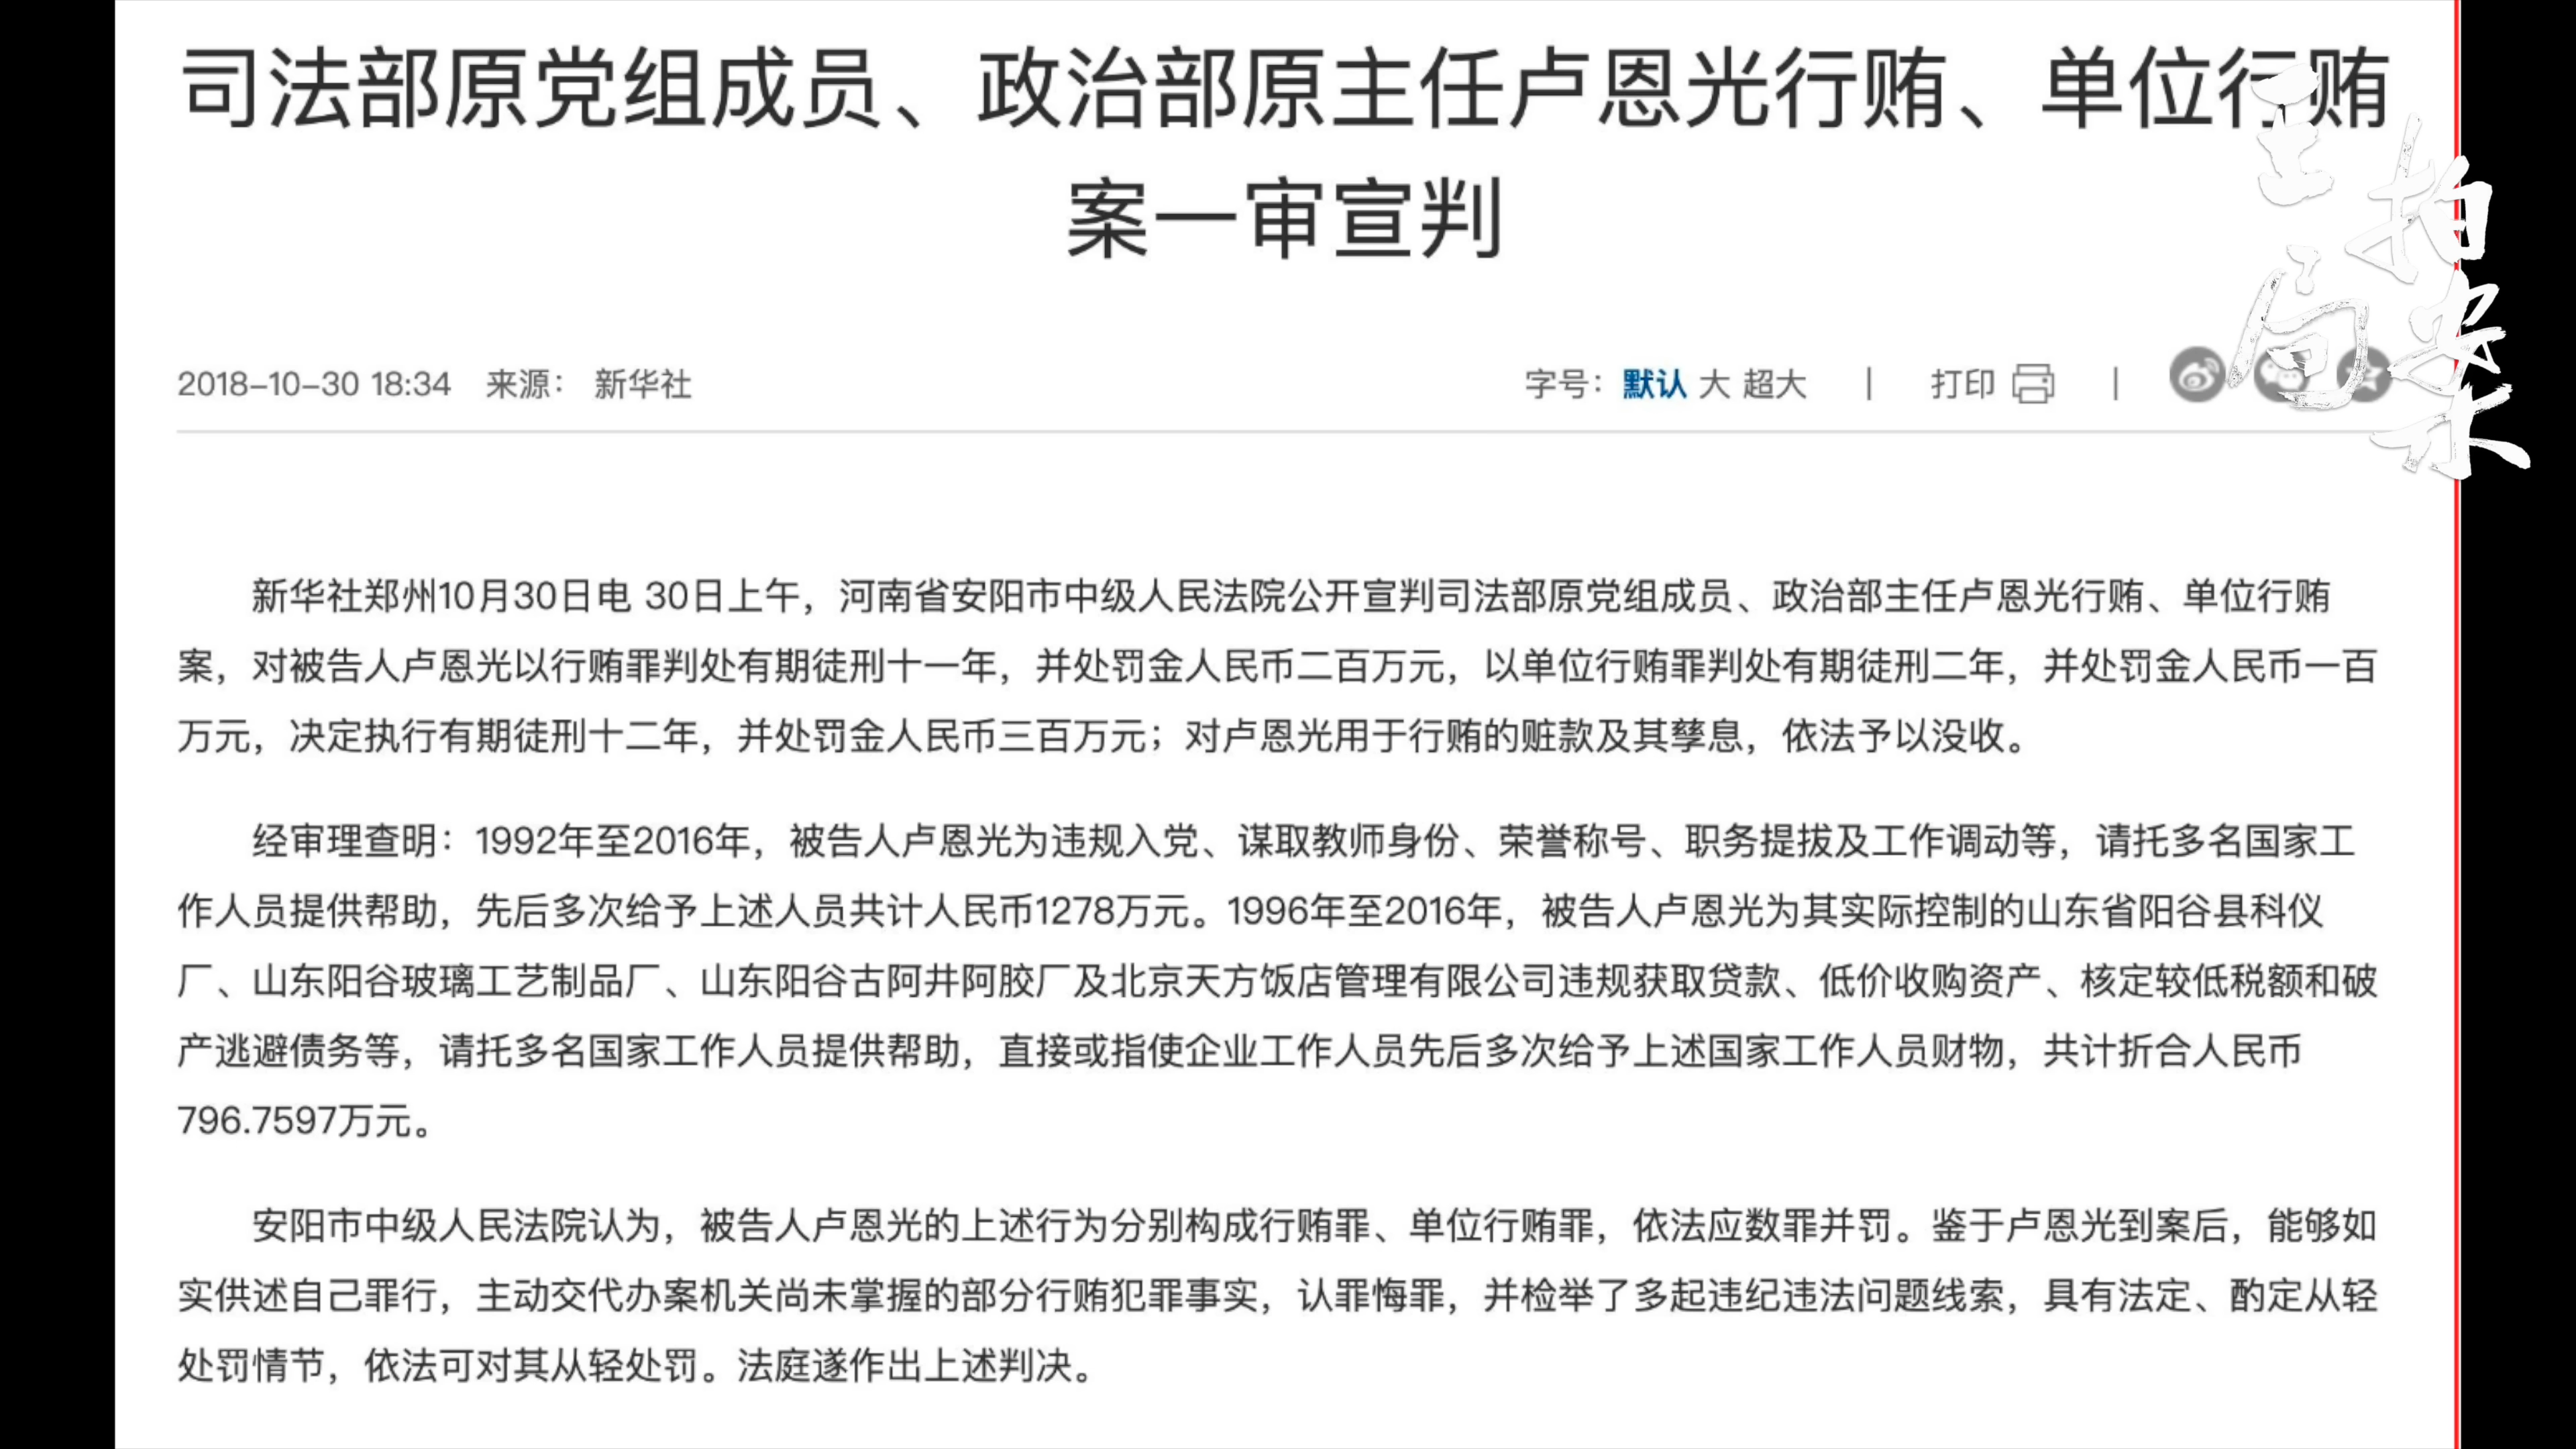 司法部原党组成员、政治部原主任卢恩光行贿、单位行贿
案一审宣判
2018-10-30 18:34 来源： 新华社 字号：默认 大 超大 | 打印 |
王局
拍案
新华社郑州10月30日电 30日上午，河南省安阳市中级人民法院公开宣判司法部原党组成员、政治部主任卢恩光行贿、单位行贿
案，对被告人卢恩光以行贿罪判处有期徒刑十一年，并处罚金人民币二百万元，以单位行贿罪判处有期徒刑二年，并处罚金人民币一百
万元，决定执行有期徒刑十二年，并处罚金人民币三百万元；对卢恩光用于行贿的赃款及其孳息，依法予以没收。
经审理查明：1992年至2016年，被告人卢恩光为违规入党、谋取教师身份、荣誉称号、职务提拔及工作调动等，请托多名国家工
作人员提供帮助，先后多次给予上述人员共计人民币1278万元。1996年至2016年，被告人卢恩光为其实际控制的山东省阳谷县科仪
厂、山东阳谷玻璃工艺制品厂、山东阳谷古阿井阿胶厂及北京天方饭店管理有限公司违规获取贷款、低价收购资产、核定较低税额和破
产逃避债务等，请托多名国家工作人员提供帮助，直接或指使企业工作人员先后多次给予上述国家工作人员财物，共计折合人民币
796.7597万元。
安阳市中级人民法院认为，被告人卢恩光的上述行为分别构成行贿罪、单位行贿罪，依法应数罪并罚。鉴于卢恩光到案后，能够如
实供述自己罪行，主动交代办案机关尚未掌握的部分行贿犯罪事实，认罪悔罪，并检举了多起违纪违法问题线索，具有法定、酌定从轻
处罚情节，依法可对其从轻处罚。法庭遂作出上述判决。